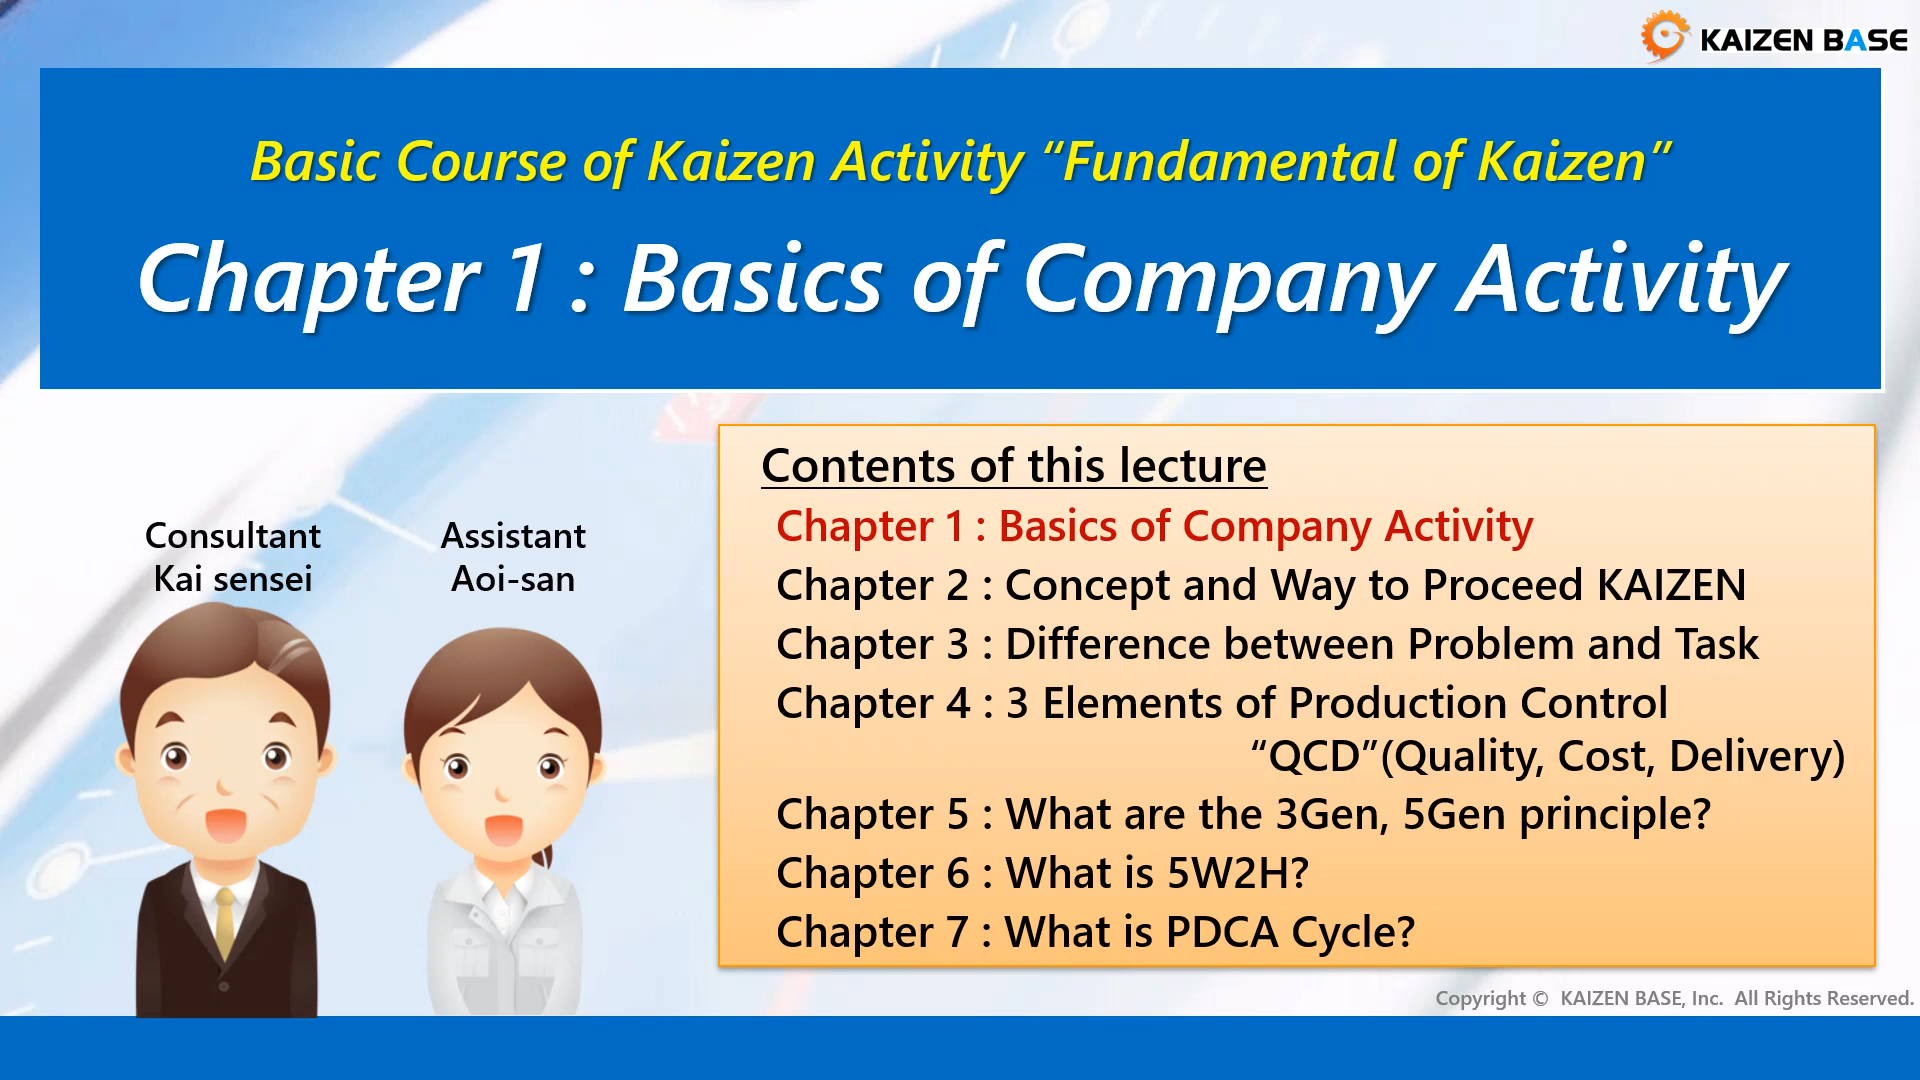 KAIZEN BASE
Basic Course of Kaizen Activity “Fundamental of Kaizen”
Chapter 1 : Basics of Company Activity
Consultant
Kai sensei
Assistant
Aoi-san
Contents of this lecture
Chapter 1 : Basics of Company Activity
Chapter 2 : Concept and Way to Proceed KAIZEN
Chapter 3 : Difference between Problem and Task
Chapter 4 : 3 Elements of Production Control
“QCD”(Quality, Cost, Delivery)
Chapter 5 : What are the 3Gen, 5Gen principle?
Chapter 6 : What is 5W2H?
Chapter 7 : What is PDCA Cycle?
Copyright © KAIZEN BASE, Inc. All Rights Reserved.